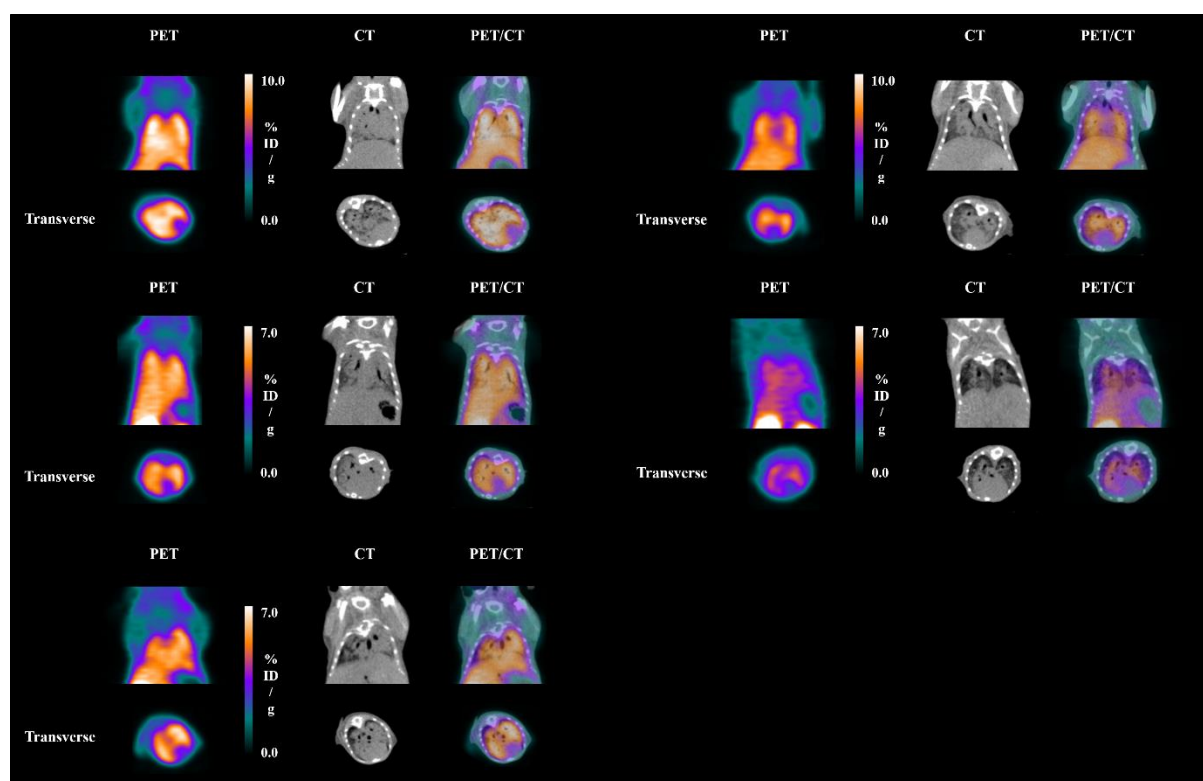 PET CT PET/CT
10.0
%
ID
/
g
Transverse
0.0
PET CT PET/CT
10.0
%
ID
/
g
Transverse
0.0
PET CT PET/CT
7.0
%
ID
/
g
0.0
Transverse
PET CT PET/CT
7.0
%
ID
/
g
0.0
Transverse
PET CT PET/CT
7.0
%
ID
/
g
Transverse
0.0